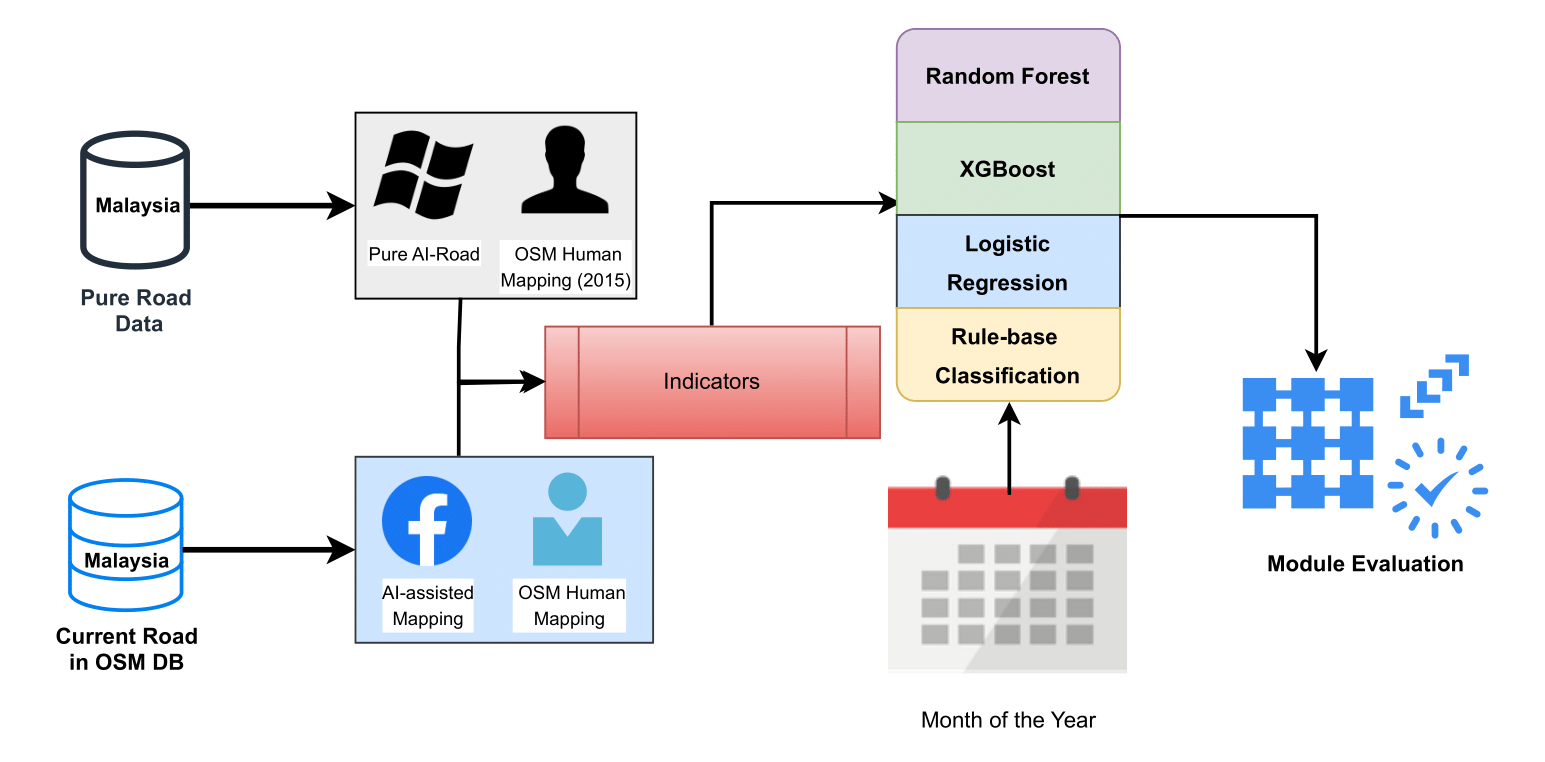 Malaysia
Pure Road
Data
Pure AI-Road
OSM Human
Mapping (2015)
Indicators
Malaysia
Current Road
in OSM DB
AI-assisted
Mapping
OSM Human
Mapping
Random Forest
XGBoost
Logistic
Regression
Rule-base
Classification
Month of the Year
Module Evaluation